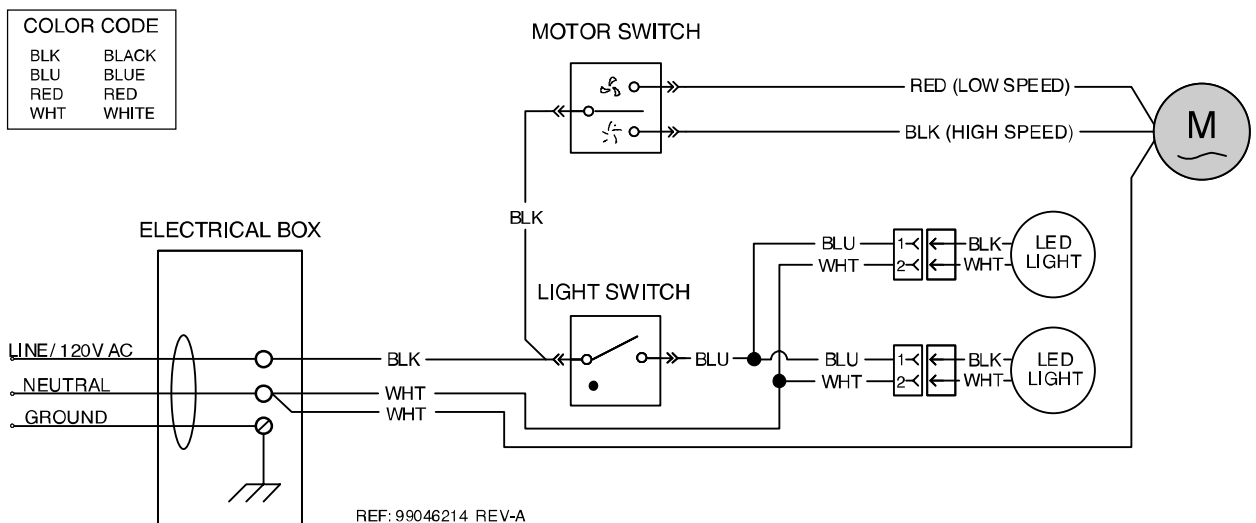 COLOR CODE
BLK BLACK
BLU BLUE
RED RED
WHT WHITE
MOTOR SWITCH
RED (LOW SPEED)
BLK (HIGH SPEED)
M
BLK
ELECTRICAL BOX
LIGHT SWITCH
BLU 1 BLK
WHT 2 WHT
LED
LIGHT
LINE/120V AC
BLK
BLU
BLU 1 BLK
WHT 2 WHT
LED
LIGHT
NEUTRAL
WHT
WHT
GROUND
REF: 99046214 REV-A